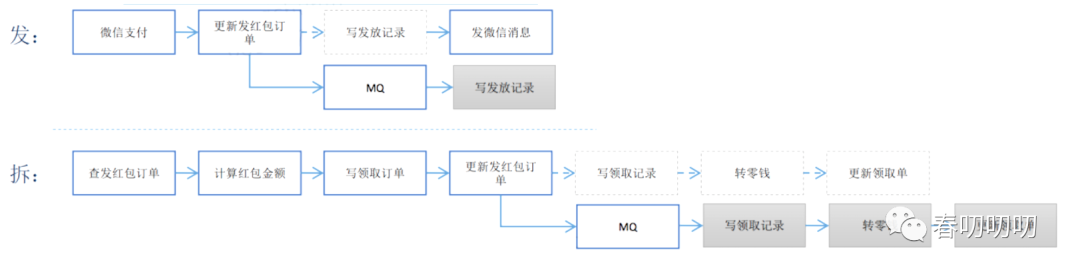 发：
微信支付
更新发红包订
单
写发放记录
发微信消息
MQ
写发放记录
拆：
查发红包订单
计算红包金额
写领取订单
更新发红包订
单
写领取记录
转零钱
更新领取单
MQ
写领取记录
转零
单
春叨叨叨